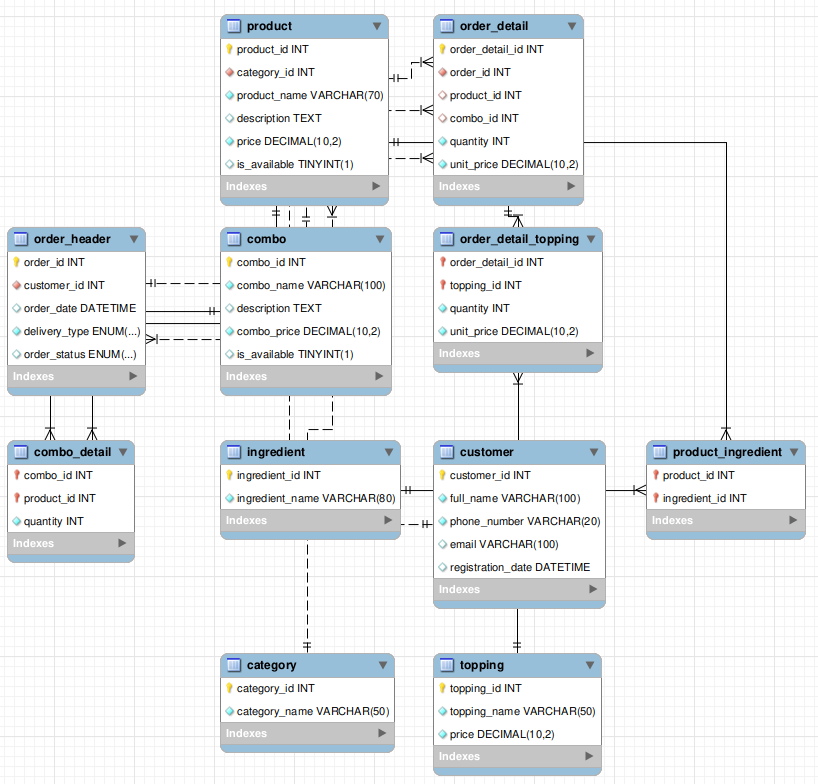 product
product_id INT
category_id INT
product_name VARCHAR(70)
description TEXT
price DECIMAL(10,2)
is_available TINYINT(1)
Indexes
order_detail
order_detail_id INT
order_id INT
product_id INT
combo_id INT
quantity INT
unit_price DECIMAL(10,2)
Indexes
order_header
order_id INT
customer_id INT
order_date DATETIME
delivery_type ENUM(...)
order_status ENUM(...)
Indexes
combo
combo_id INT
combo_name VARCHAR(100)
description TEXT
combo_price DECIMAL(10,2)
is_available TINYINT(1)
Indexes
order_detail_topping
order_detail_id INT
topping_id INT
quantity INT
unit_price DECIMAL(10,2)
Indexes
combo_detail
combo_id INT
product_id INT
quantity INT
Indexes
ingredient
ingredient_id INT
ingredient_name VARCHAR(80)
Indexes
customer
customer_id INT
full_name VARCHAR(100)
phone_number VARCHAR(20)
email VARCHAR(100)
registration_date DATETIME
Indexes
product_ingredient
product_id INT
ingredient_id INT
Indexes
category
category_id INT
category_name VARCHAR(50)
Indexes
topping
topping_id INT
topping_name VARCHAR(50)
price DECIMAL(10,2)
Indexes